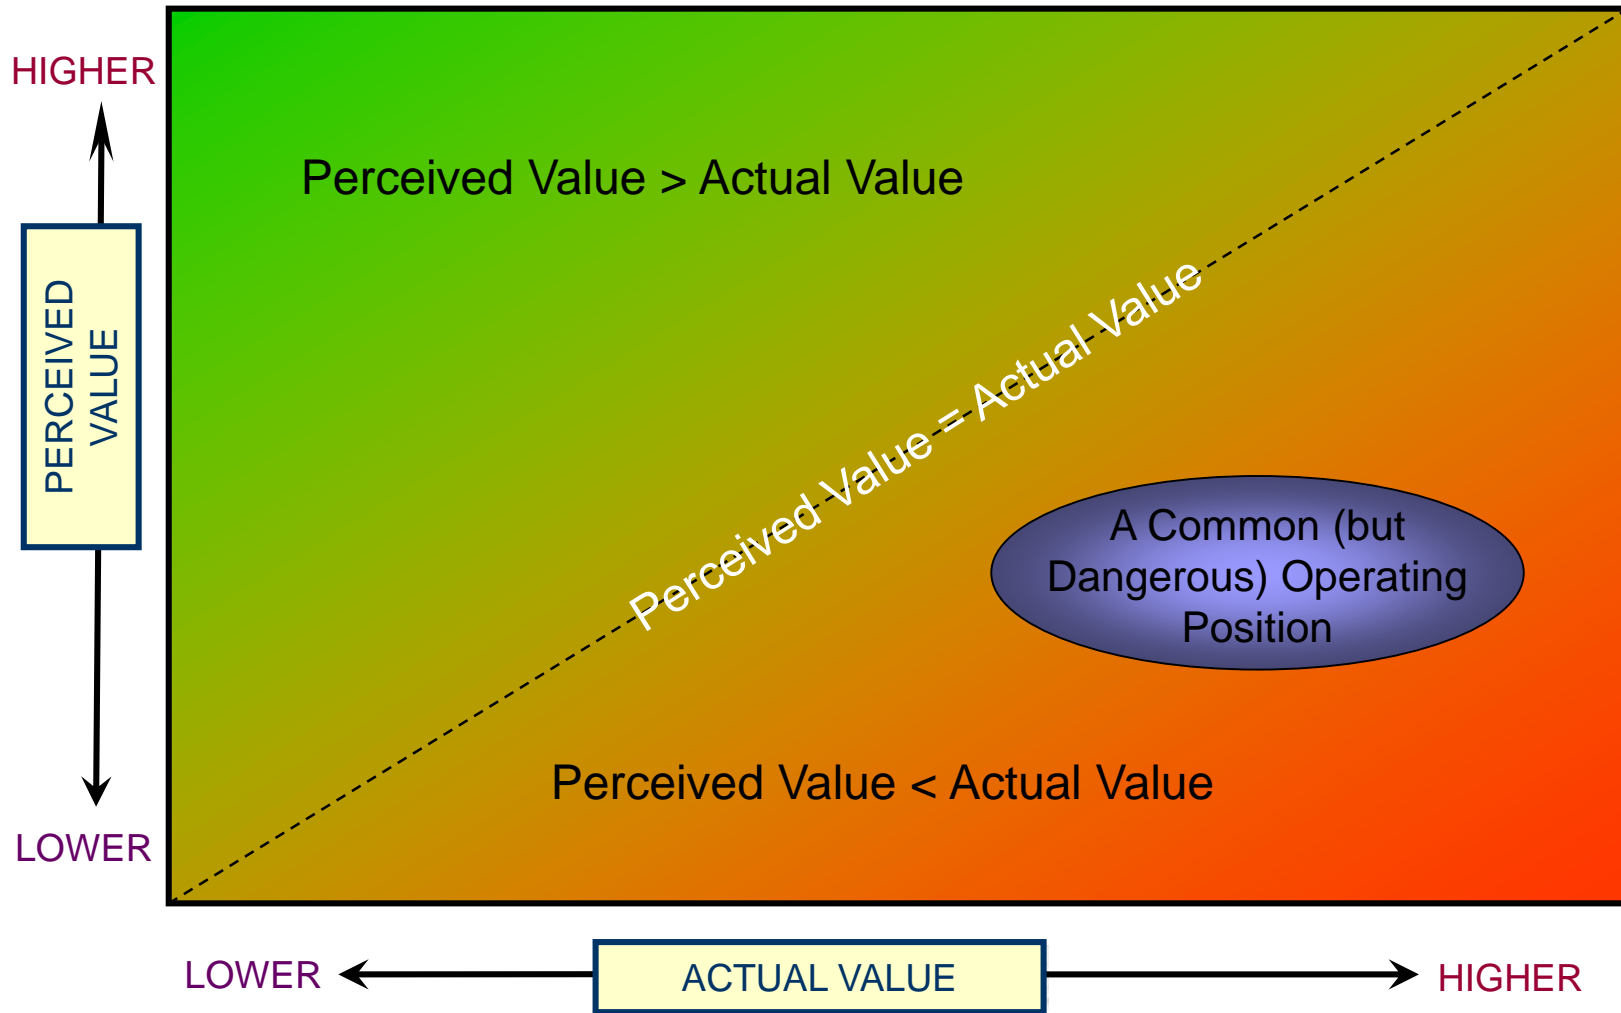 HIGHER
Perceived Value > Actual Value
PERCEIVED
VALUE
Perceived Value = Actual Value
A Common (but
Dangerous) Operating
Position
Perceived Value < Actual Value
LOWER
LOWER
ACTUAL VALUE
HIGHER